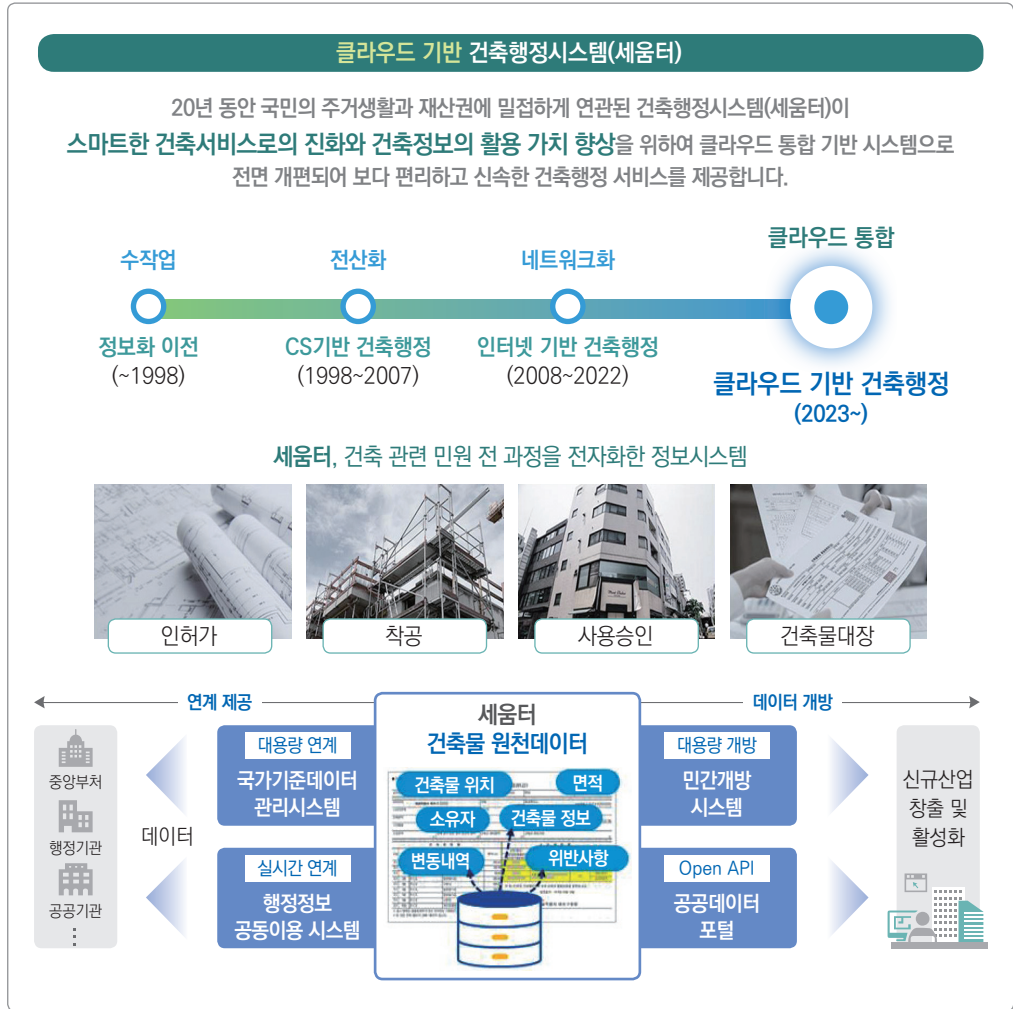 클라우드 기반 건축행정시스템(세움터)
20년 동안 국민의 주거생활과 재산권에 밀접하게 연관된 건축행정시스템(세움터)이
스마트한 건축서비스로의 진화와 건축정보의 활용 가치 향상을 위하여 클라우드 통합 기반 시스템으로
전면 개편되어 보다 편리하고 신속한 건축행정 서비스를 제공합니다.
수작업
전산화
네트워크화
클라우드 통합
정보화 이전
(~1998)
CS기반 건축행정
(1998~2007)
인터넷 기반 건축행정
(2008~2022)
클라우드 기반 건축행정
(2023~)
세움터, 건축 관련 민원 전 과정을 전자화한 정보시스템
인허가
착공
사용승인
건축물대장
연계 제공
데이터 개방
중앙부처
행정기관
공공기관
데이터
대용량 연계
국가기준데이터
관리시스템
실시간 연계
행정정보
공동이용 시스템
세움터
건축물 원천데이터
건축물 위치
면적
소유자
건축물 정보
변동내역
위반사항
대용량 개방
민간개방
시스템
Open API
공공데이터
포털
신규산업
창출 및
활성화